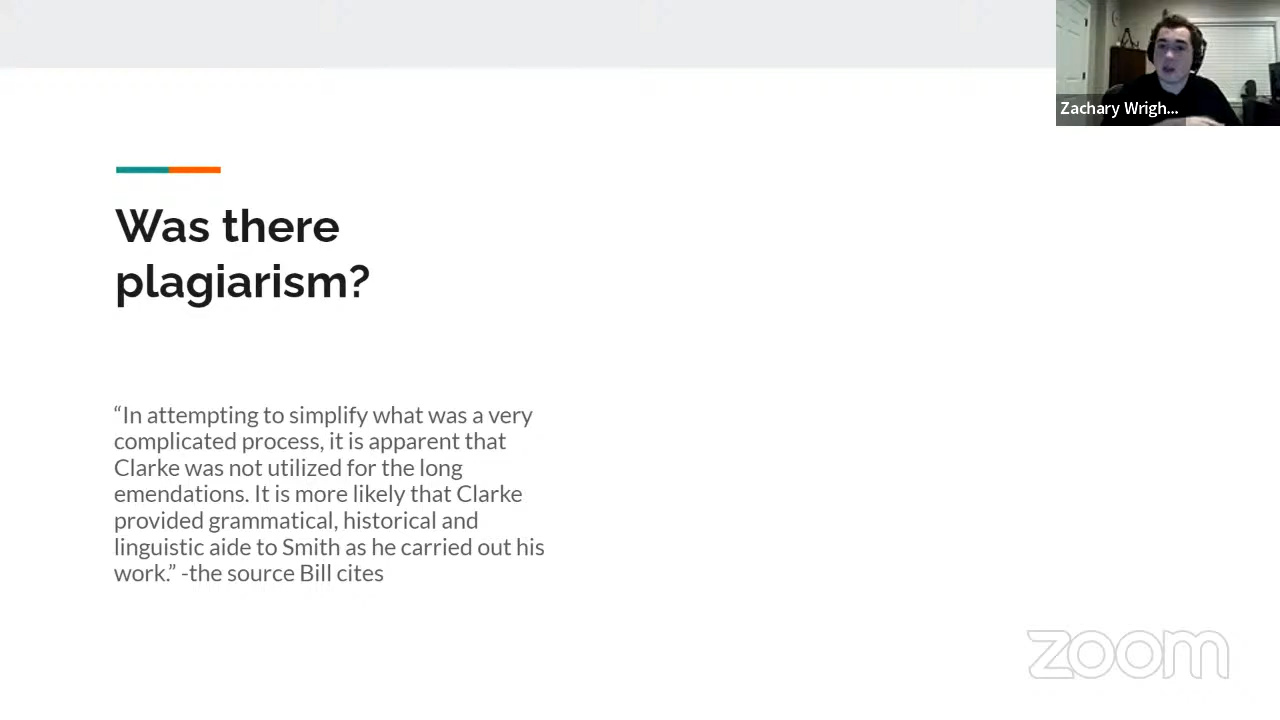 Zachary Wrigh...
Was there
plagiarism?
“In attempting to simplify what was a very
complicated process, it is apparent that
Clarke was not utilized for the long
emendations. It is more likely that Clarke
provided grammatical, historical and
linguistic aide to Smith as he carried out his
work.” -the source Bill cites
zoom